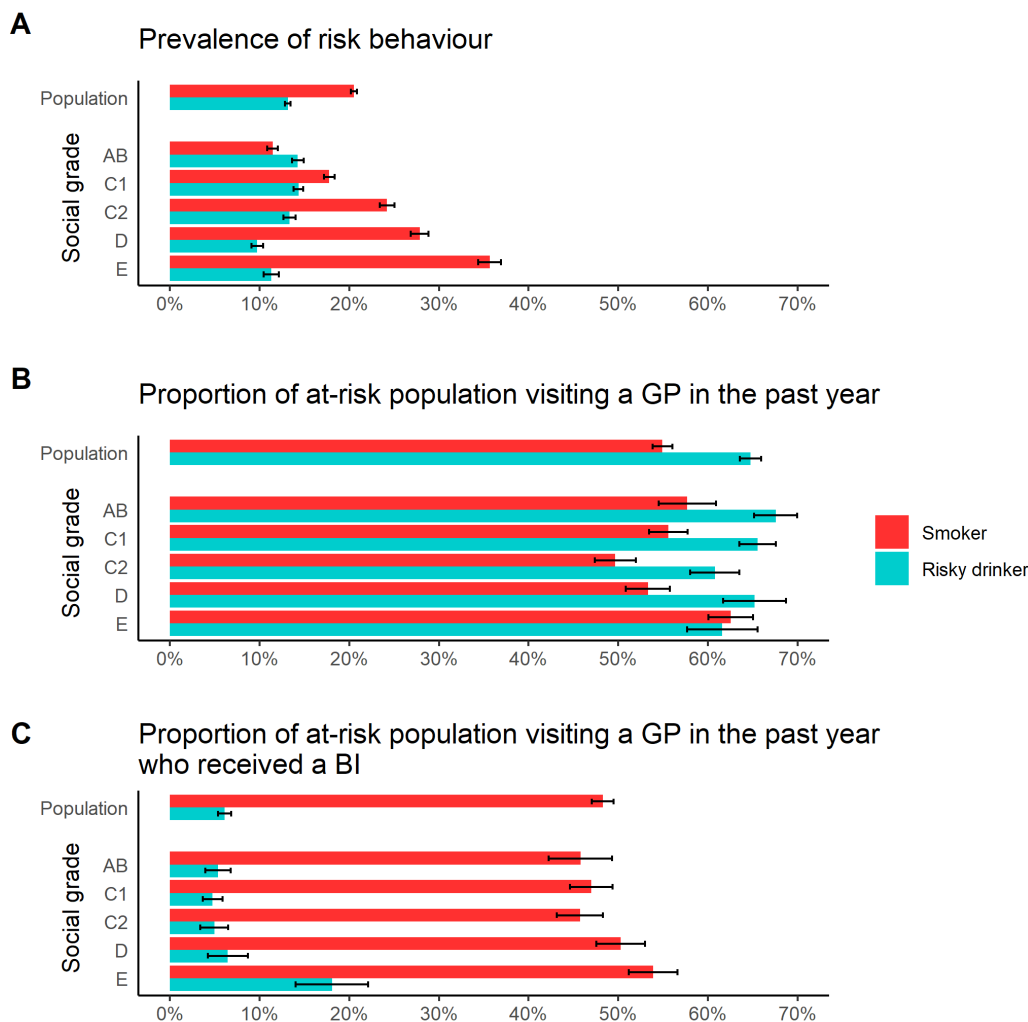 A
Prevalence of risk behaviour
Population
Social grade
AB
C1
C2
D
E
0% 10% 20% 30% 40% 50% 60% 70%
B
Proportion of at-risk population visiting a GP in the past year
Population
Social grade
AB
C1
C2
D
E
0% 10% 20% 30% 40% 50% 60% 70%
Smoker
Risky drinker
C
Proportion of at-risk population visiting a GP in the past year
who received a BI
Population
Social grade
AB
C1
C2
D
E
0% 10% 20% 30% 40% 50% 60% 70%